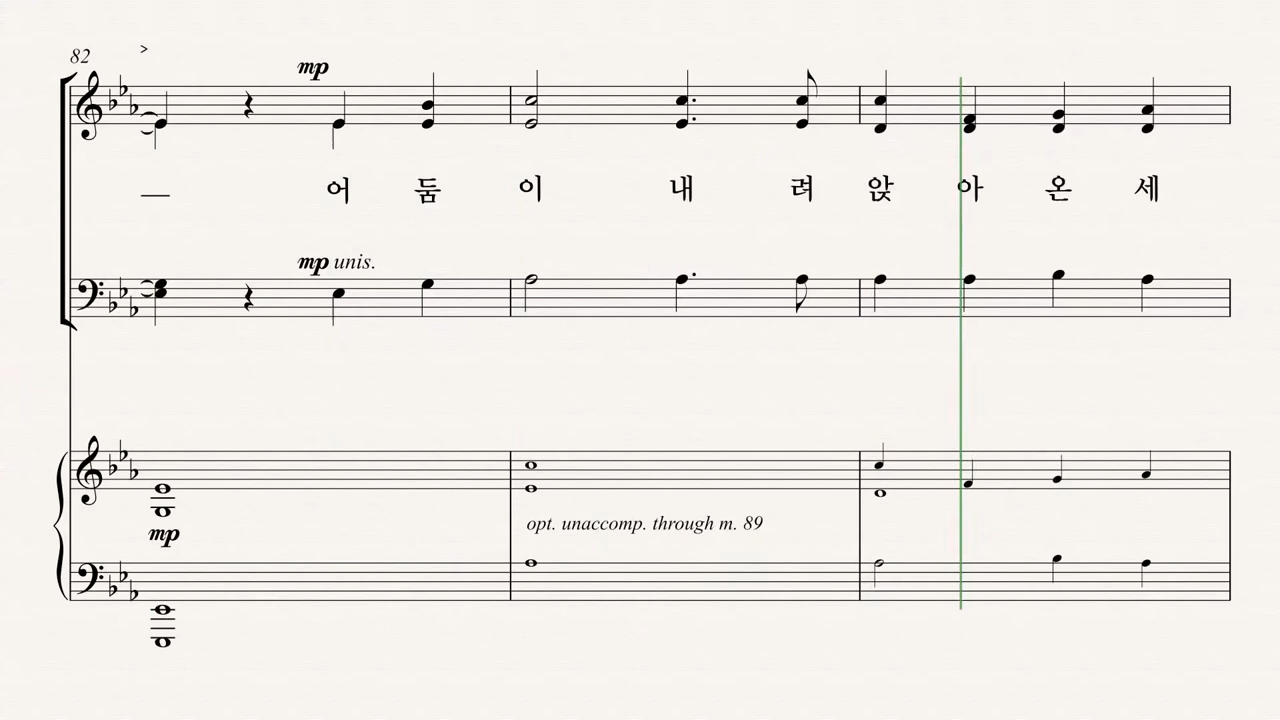 82
mp
어 둠 이 내 려 앉 아 온 세
mp unis.
mp
opt. unaccomp. through m. 89